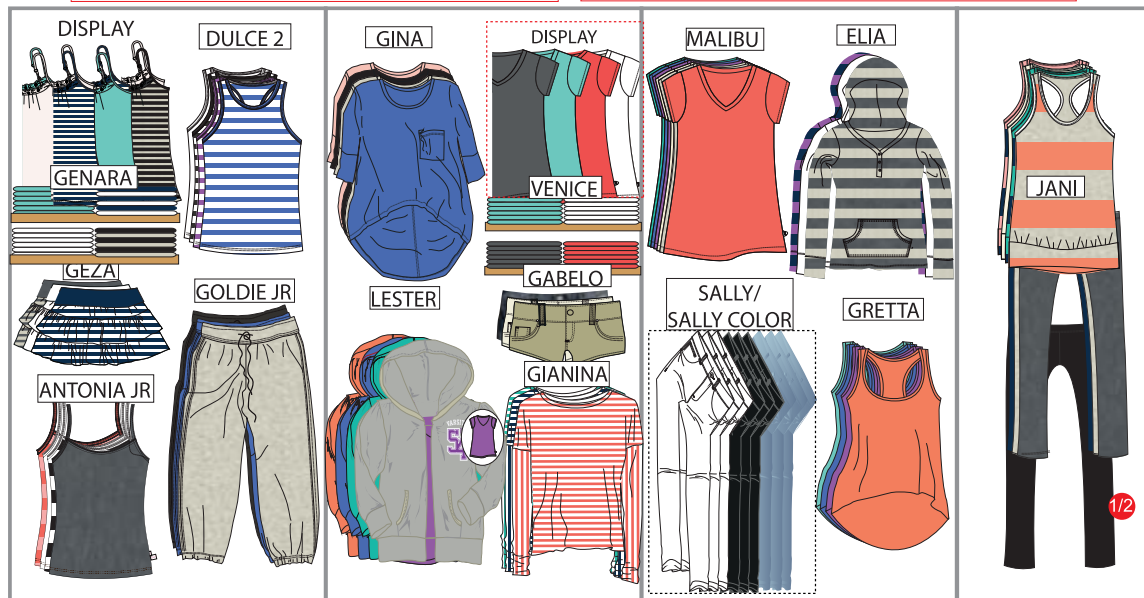 DISPLAY
DULCE 2
GENARA
GEZA
GOLDIE JR
ANTONIA JR
GINA
DISPLAY
VENICE
LESTER
GABELO
GIANINA
MALIBU
ELIA
SALLY/
SALLY COLOR
GRETTA
JANI
1/2